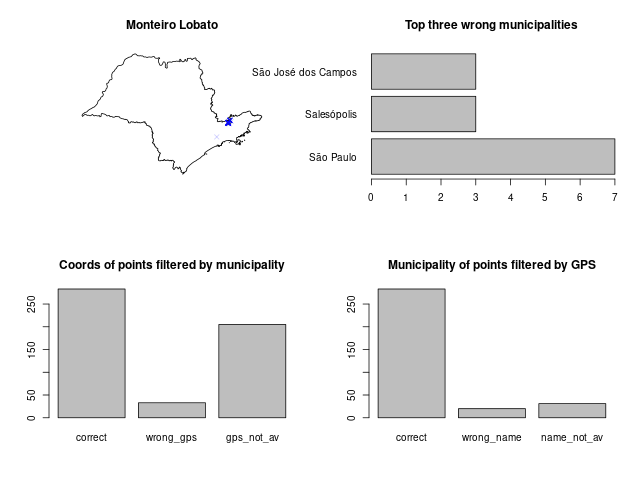 Monteiro Lobato
Top three wrong municipalities
São José dos Campos
Salesópolis
São Paulo
0 1 2 3 4 5 6 7
Coords of points filtered by municipality
250
150
50
0
correct wrong_gps gps_not_av
Municipality of points filtered by GPS
250
150
50
0
correct wrong_name name_not_av